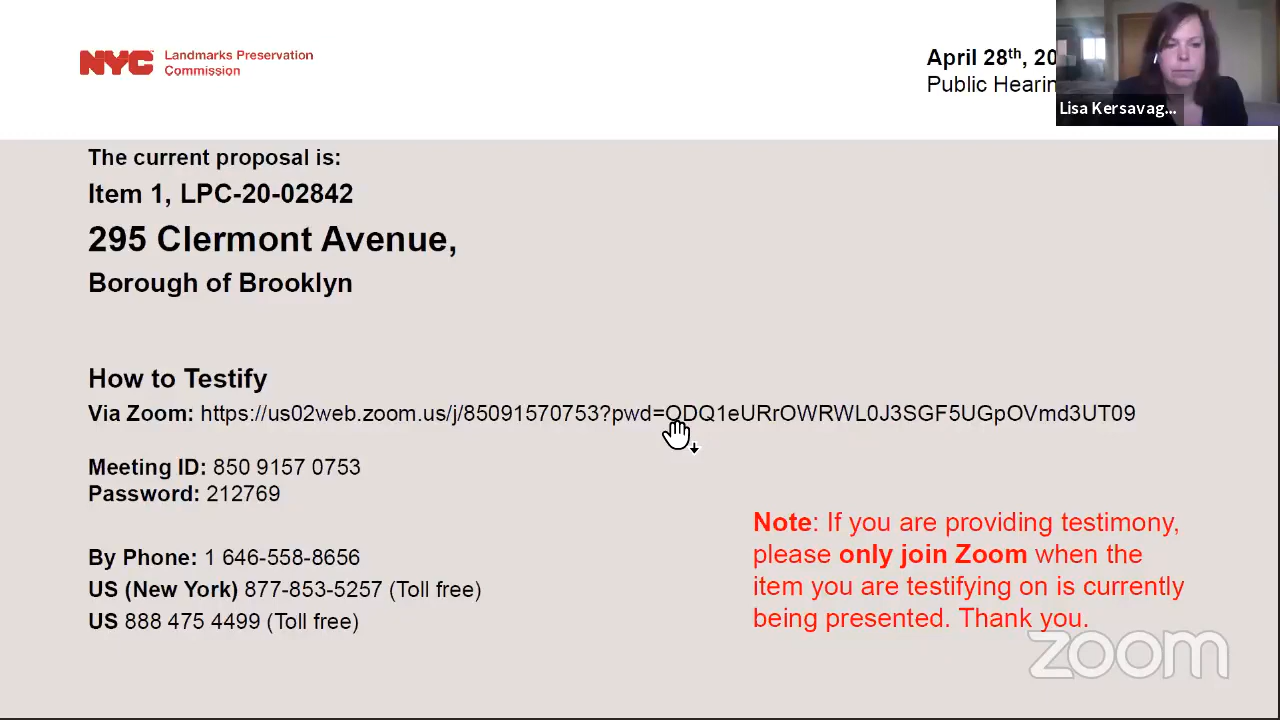 NYC Landmarks Preservation
Commission
April 28th, 20
Public Hearin
Lisa Kersavag...
The current proposal is:
Item 1, LPC-20-02842
295 Clermont Avenue,
Borough of Brooklyn
How to Testify
Via Zoom: https://us02web.zoom.us/j/85091570753?pwd=QDQ1eURrOWRWL0J3SGF5UGpOVmd3UT09
Meeting ID: 850 9157 0753
Password: 212769
By Phone: 1 646-558-8656
US (New York) 877-853-5257 (Toll free)
US 888 475 4499 (Toll free)
Note: If you are providing testimony,
please only join Zoom when the
item you are testifying on is currently
being presented. Thank you.
zoom